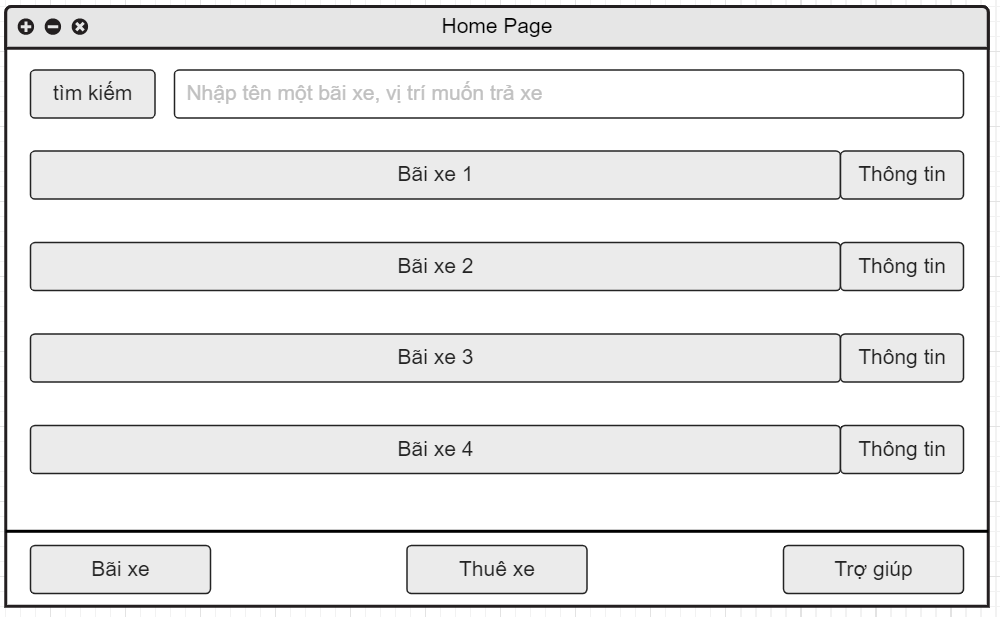 Home Page
tìm kiếm
Nhập tên một bãi xe, vị trí muốn trả xe
Bãi xe 1
Thông tin
Bãi xe 2
Thông tin
Bãi xe 3
Thông tin
Bãi xe 4
Thông tin
Bãi xe
Thuê xe
Trợ giúp